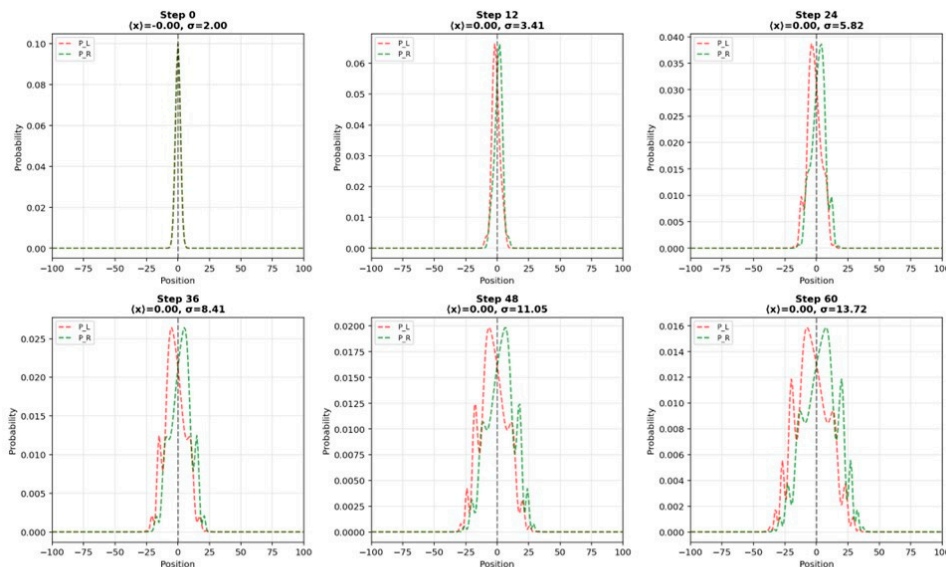 Step 0
⟨x⟩=-0.00, σ=2.00
P_L
P_R
0.10
0.08
0.06
0.04
0.02
0.00
Probability
−100 −75 −50 −25 0 25 50 75 100
Position
Step 12
⟨x⟩=0.00, σ=3.41
P_L
P_R
0.06
0.05
0.04
0.03
0.02
0.01
0.00
Probability
−100 −75 −50 −25 0 25 50 75 100
Position
Step 24
⟨x⟩=0.00, σ=5.82
P_L
P_R
0.040
0.035
0.030
0.025
0.020
0.015
0.010
0.005
0.000
Probability
−100 −75 −50 −25 0 25 50 75 100
Position
Step 36
⟨x⟩=0.00, σ=8.41
P_L
P_R
0.025
0.020
0.015
0.010
0.005
0.000
Probability
−100 −75 −50 −25 0 25 50 75 100
Position
Step 48
⟨x⟩=0.00, σ=11.05
P_L
P_R
0.0200
0.0175
0.0150
0.0125
0.0100
0.0075
0.0050
0.0025
0.0000
Probability
−100 −75 −50 −25 0 25 50 75 100
Position
Step 60
⟨x⟩=0.00, σ=13.72
P_L
P_R
0.016
0.014
0.012
0.010
0.008
0.006
0.004
0.002
0.000
Probability
−100 −75 −50 −25 0 25 50 75 100
Position